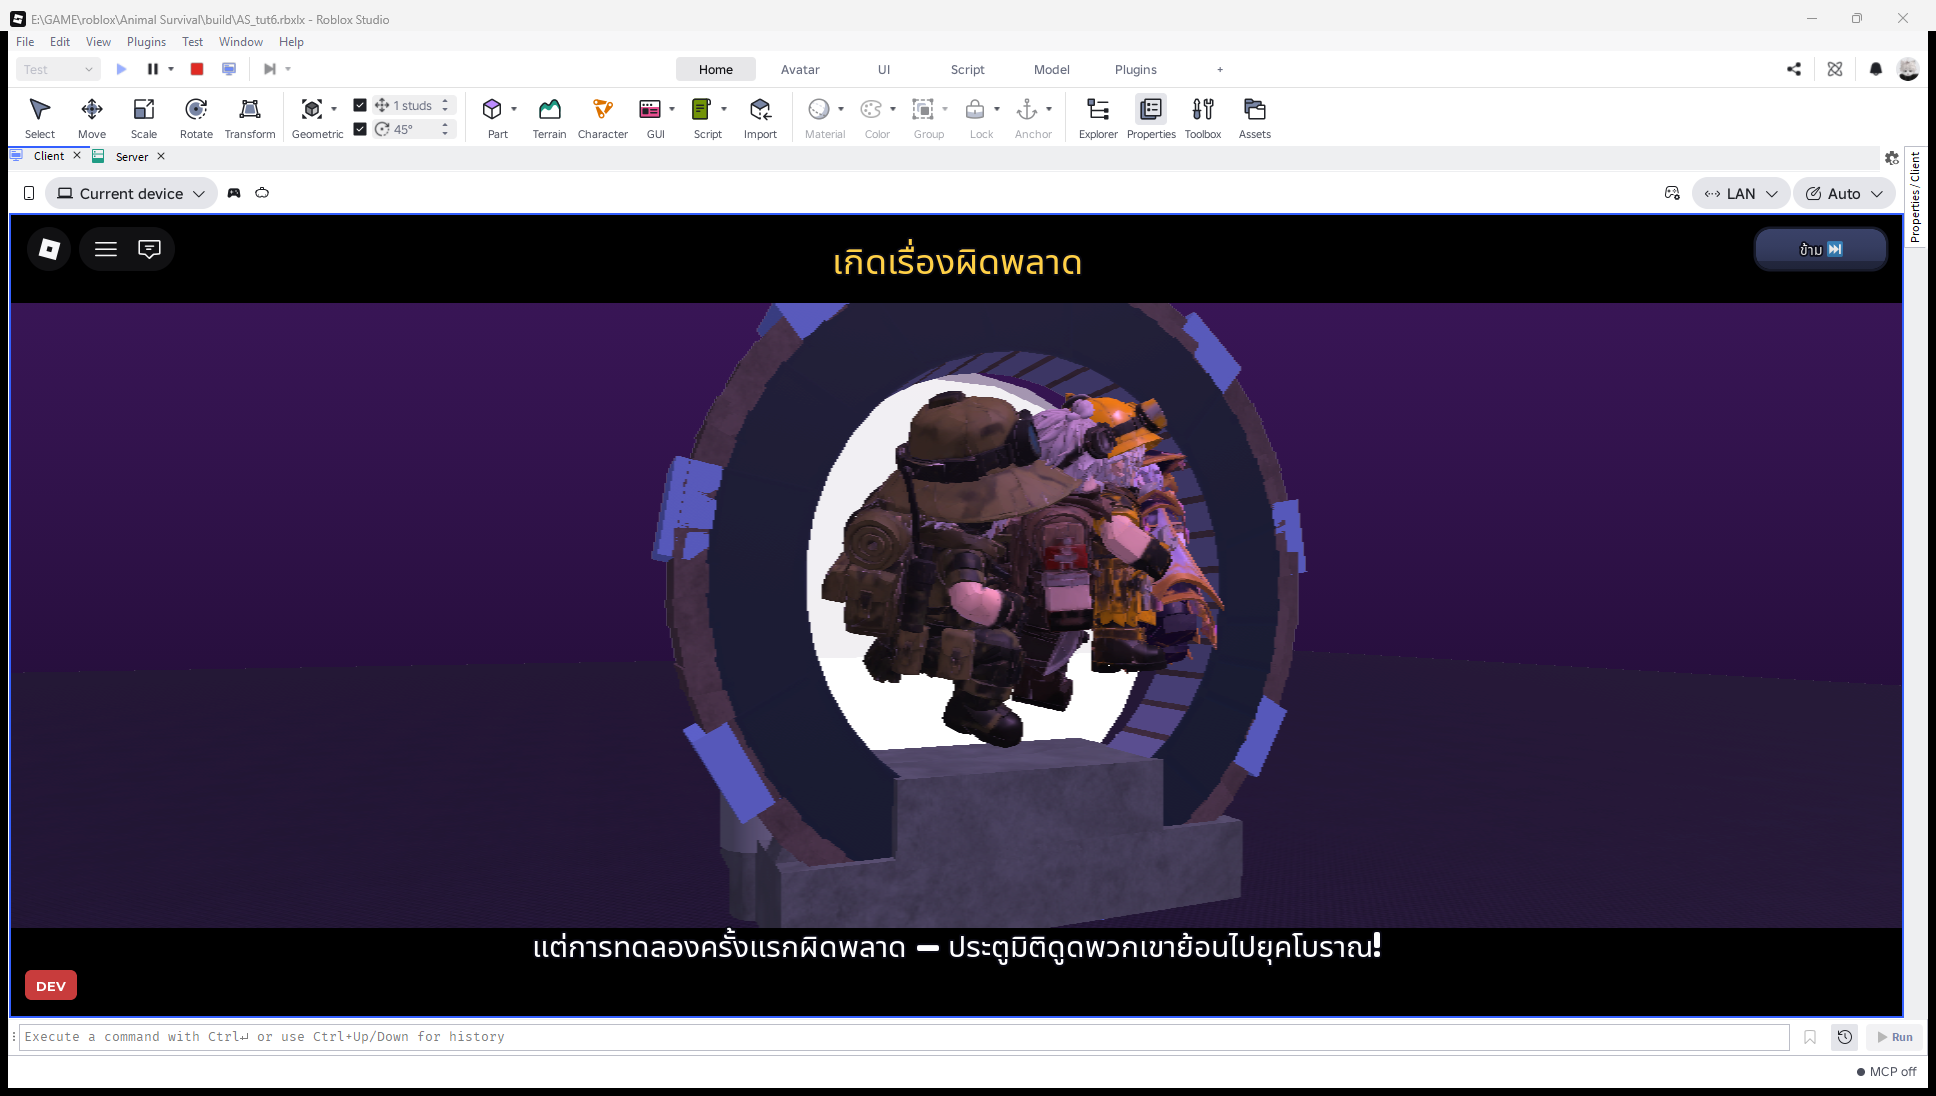 E:\GAME\roblox\Animal Survival\build\AS_tut6.rbxlx - Roblox Studio
File Edit View Plugins Test Window Help
Test Home Avatar UI Script Model Plugins +
1 studs
45°
Select Move Scale Rotate Transform Geometric Part Terrain Character GUI Script Import Material Color Group Lock Anchor Explorer Properties Toolbox Assets
Client Server
Properties / Client
Current device LAN Auto
เกิดเรื่องผิดพลาด
ข้าม
แต่การทดลองครั้งแรกผิดพลาด — ประตูมิติดูดพวกเขาย้อนไปยุคโบราณ!
DEV
Execute a command with Ctrl↵ or use Ctrl+Up/Down for history
Run
MCP off